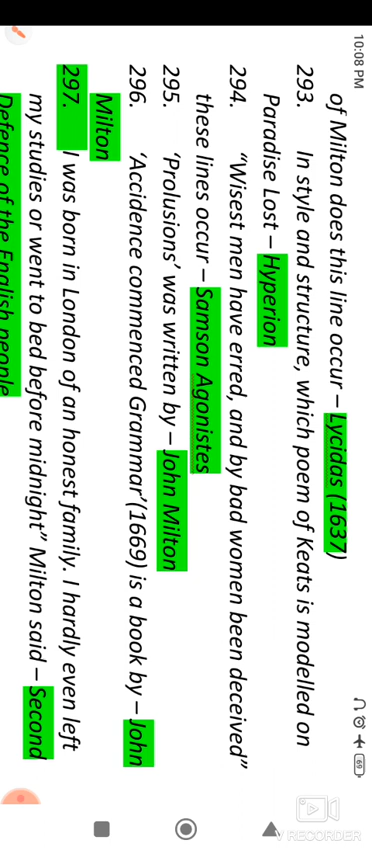 10:08 PM
69
of Milton does this line occur – Lycidas (1637)
293. In style and structure, which poem of Keats is modelled on
Paradise Lost – Hyperion
294. “Wisest men have erred, and by bad women been deceived”
these lines occur – Samson Agonistes
295. ‘Prolusions’ was written by – John Milton
296. ‘Accidence commenced Grammar’(1669) is a book by – John
Milton
297. I was born in London of an honest family. I hardly even left
my studies or went to bed before midnight” Milton said – Second
Defence of the English people
V RECORDER